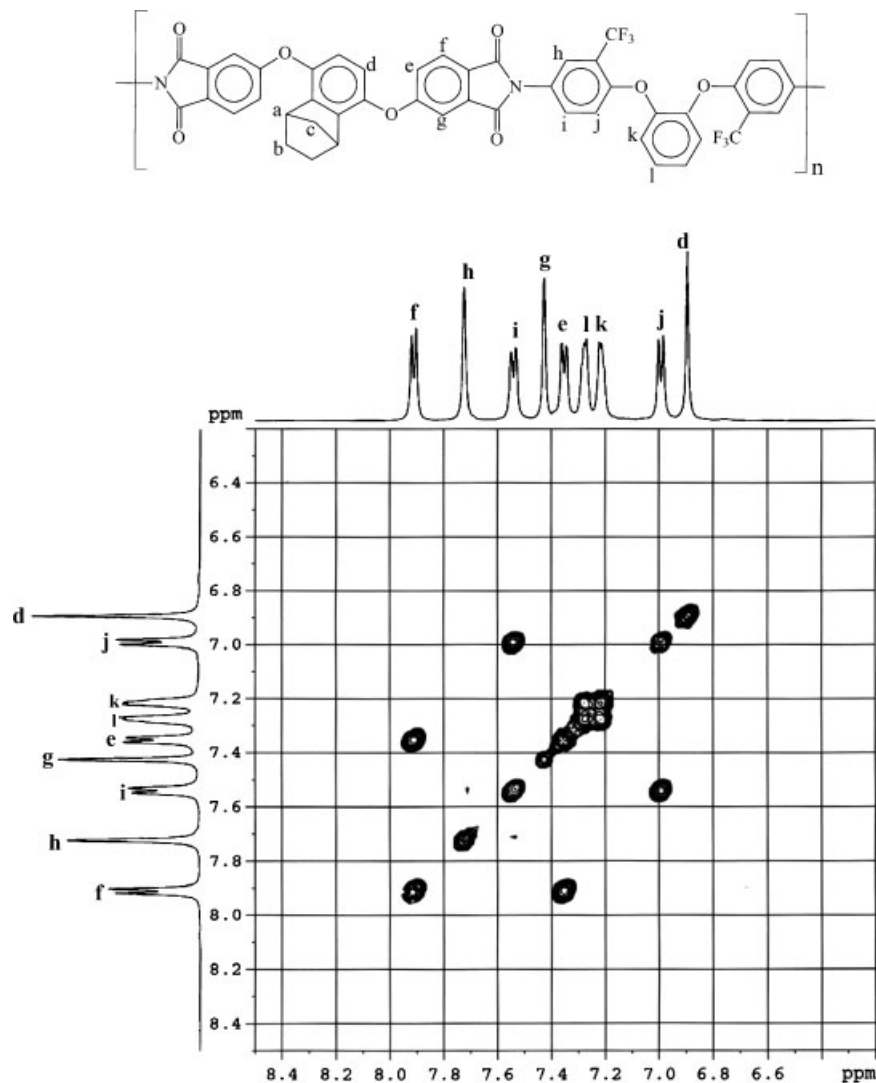 O O CF₃ O O
O d f h
e
N N O O
a c O g i j k
b
O O F₃C
l
n
d
h g
f i e l k j
ppm
6.4
6.6
6.8
d
7.0
j
k 7.2
l
e
g 7.4
i 7.6
h
7.8
f
8.0
8.2
8.4
8.4 8.2 8.0 7.8 7.6 7.4 7.2 7.0 6.8 6.6 ppm